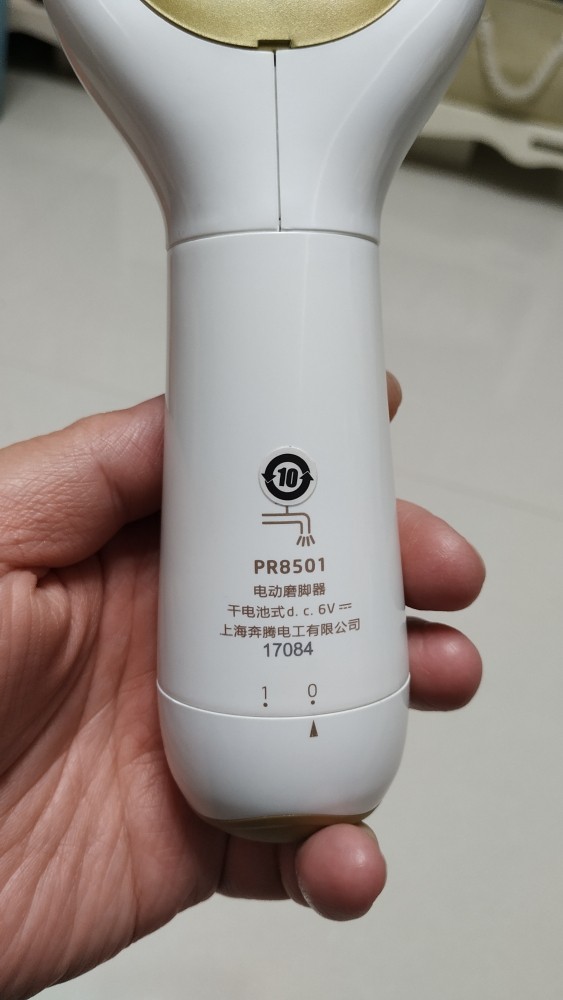 10
PR8501
电动磨脚器
干电池式d. c. 6V
上海奔腾电工有限公司
17084
1 0